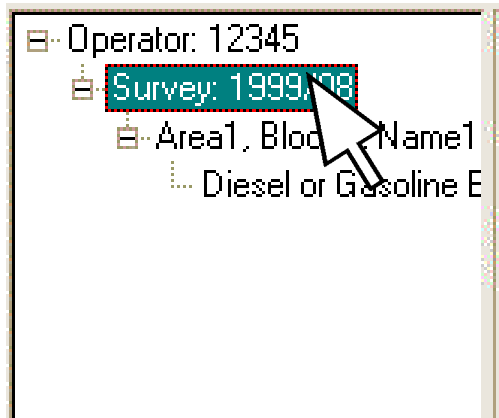 Operator: 12345
Survey: 1999/08
Area1, Name1
Diesel or Gasoline